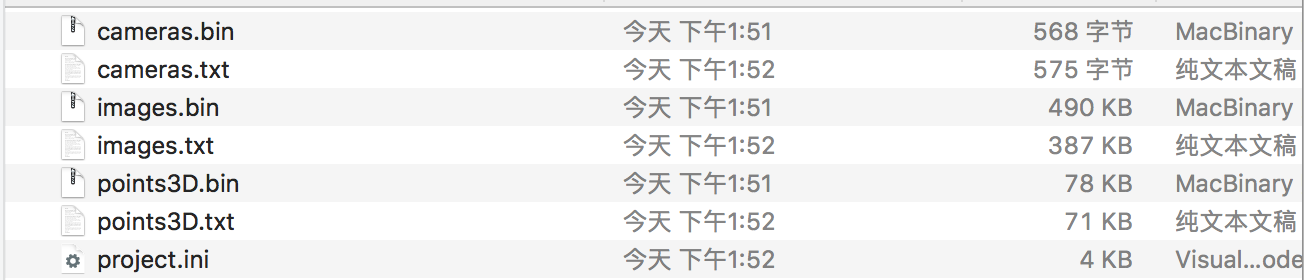 cameras.bin 今天 下午1:51 568 字节 MacBinary
cameras.txt 今天 下午1:52 575 字节 纯文本文稿
images.bin 今天 下午1:51 490 KB MacBinary
images.txt 今天 下午1:52 387 KB 纯文本文稿
points3D.bin 今天 下午1:51 78 KB MacBinary
points3D.txt 今天 下午1:52 71 KB 纯文本文稿
project.ini 今天 下午1:52 4 KB Visual...ode